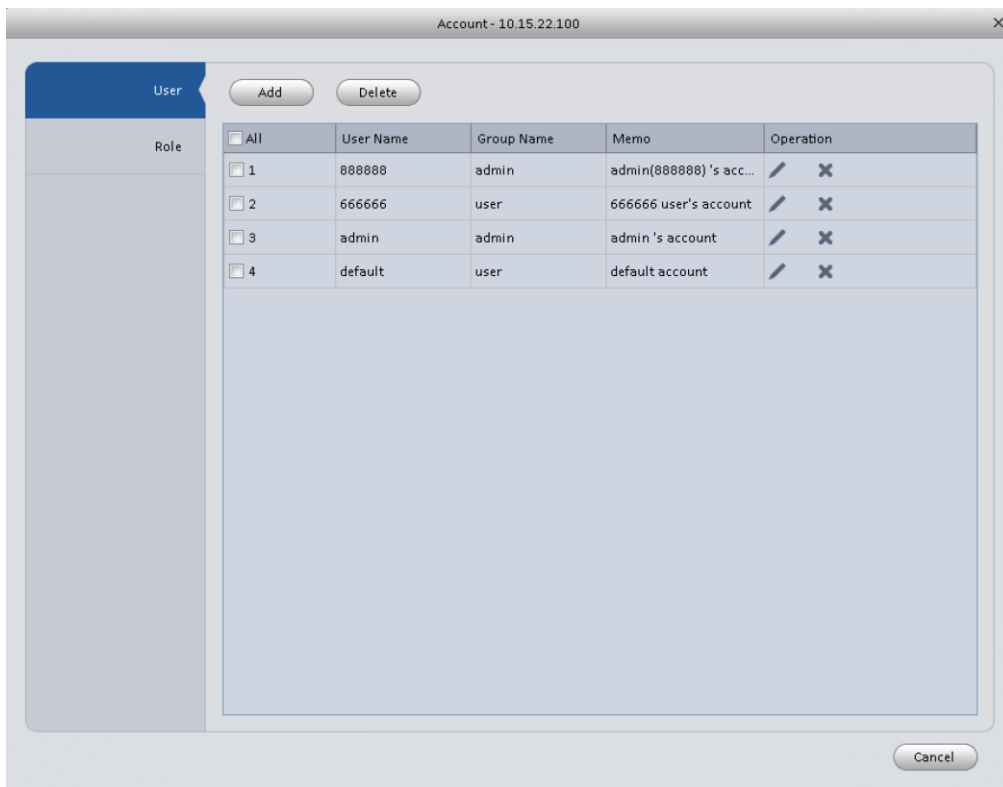 Account - 10.15.22.100
User
Add Delete
Role
All User Name Group Name Memo Operation
1 888888 admin admin(888888) 's acc...
2 666666 user 666666 user's account
3 admin admin admin 's account
4 default user default account
Cancel